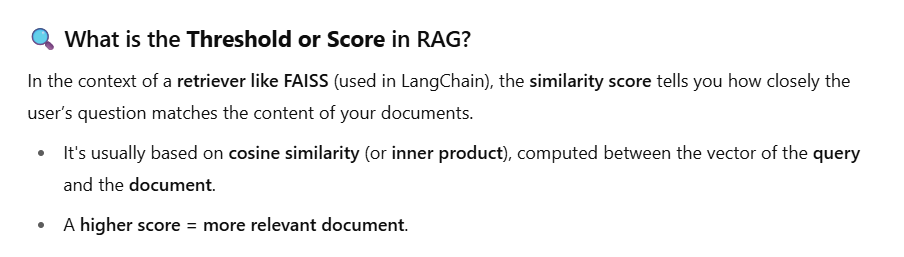 🔍 What is the Threshold or Score in RAG?
In the context of a retriever like FAISS (used in LangChain), the similarity score tells you how closely the
user’s question matches the content of your documents.
• It's usually based on cosine similarity (or inner product), computed between the vector of the query
and the document.
• A higher score = more relevant document.